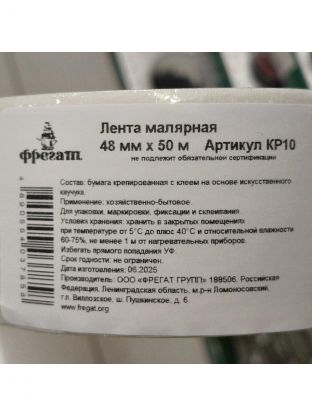 фрегат
Лента малярная
48 мм х 50 м Артикул КР10
не подлежит обязательной сертификации
Состав: бумага крепированная с клеем на основе искусственного
каучука.
Применение: хозяйственно-бытовое.
Для упаковки, маркировки, фиксации и склеивания
Условия хранения: хранить в закрытых помещениях
при температуре от 5°С до плюс 40°С и относительной влажности
60-75%, не менее 1 м от нагревательных приборов.
Избегать прямого попадания УФ.
Срок годности: не ограничен.
Дата изготовления: 06.2025
Производитель: ООО «ФРЕГАТ ГРУПП» 188506, Российская
Федерация, Ленинградская область, м.р-н Ломоносовский,
г.п. Виллозское, ш. Пушкинское, д. 6.
www.fregat.org